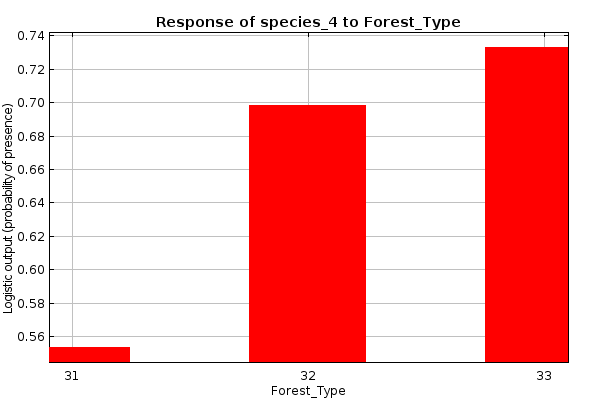 Response of species_4 to Forest_Type
Logistic output (probability of presence)
0.74
0.72
0.70
0.68
0.66
0.64
0.62
0.60
0.58
0.56
31 32 33
Forest_Type